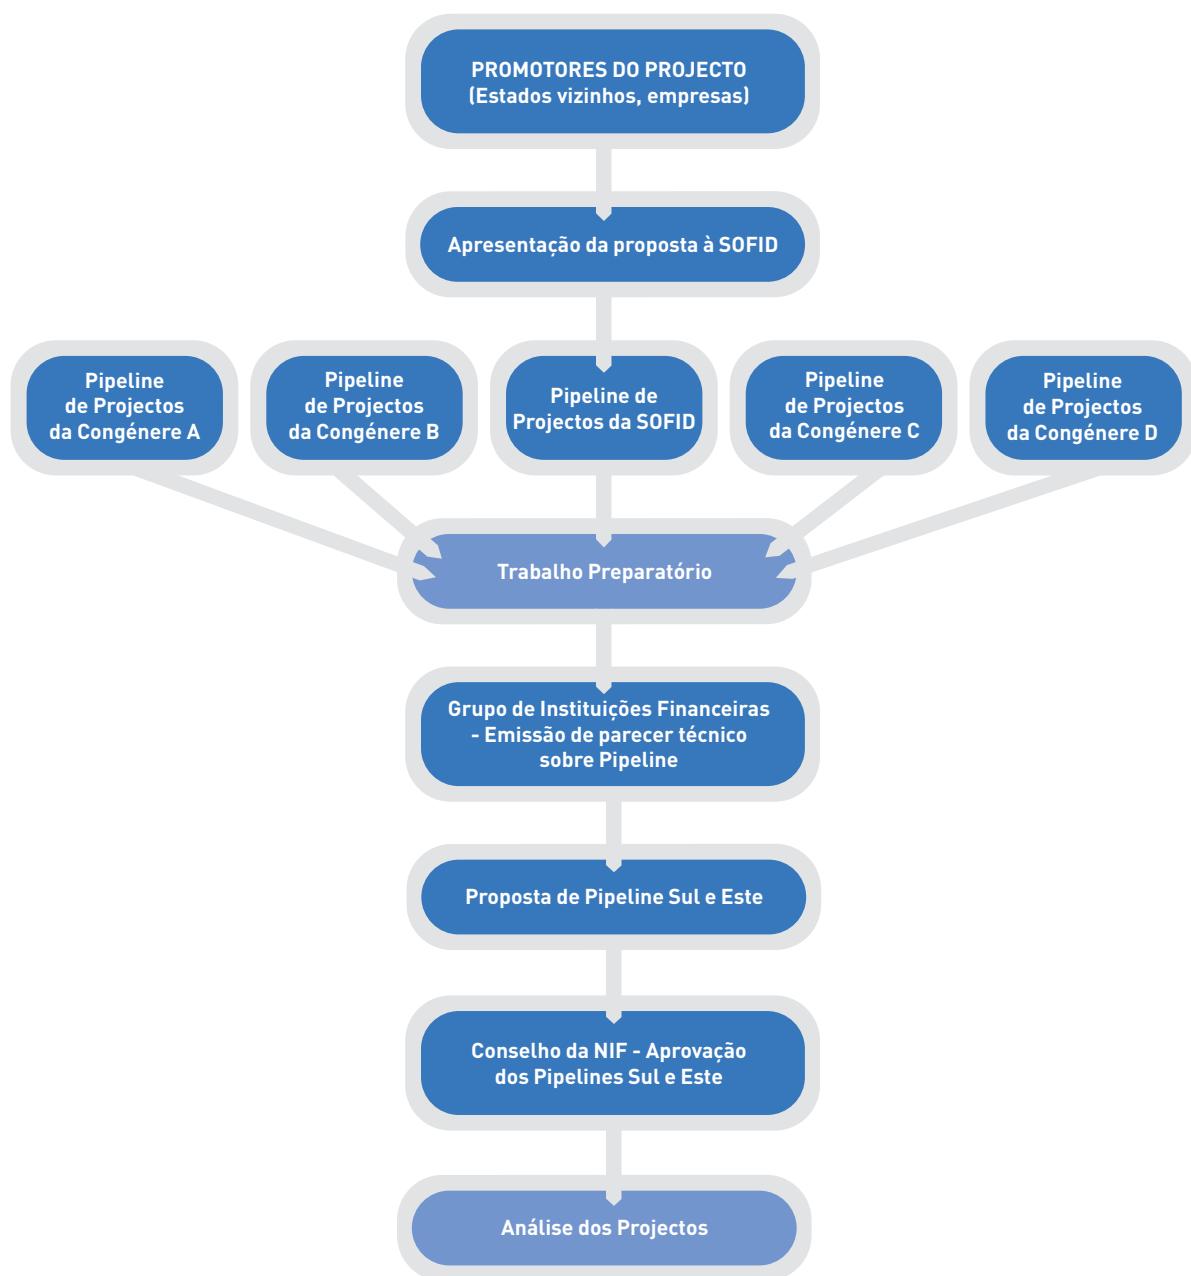 PROMOTORES DO PROJECTO
(Estados vizinhos, empresas)
Apresentação da proposta à SOFID
Pipeline
de Projectos
da Congénere A
Pipeline
de Projectos
da Congénere B
Pipeline de
Projectos da SOFID
Pipeline
de Projectos
da Congénere C
Pipeline
de Projectos
da Congénere D
Trabalho Preparatório
Grupo de Instituições Financeiras
- Emissão de parecer técnico
sobre Pipeline
Proposta de Pipeline Sul e Este
Conselho da NIF - Aprovação
dos Pipelines Sul e Este
Análise dos Projectos